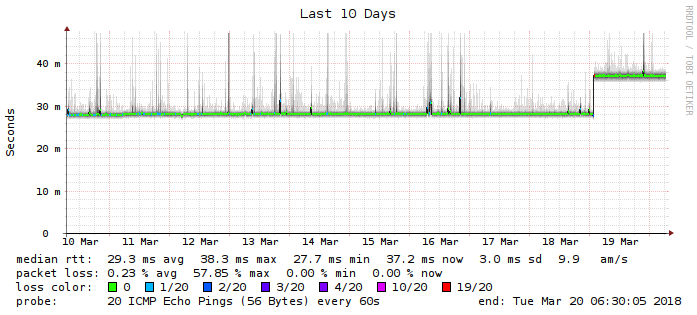 Last 10 Days
RRDTOOL / TOBI OETIKER
Seconds
40 m
30 m
20 m
10 m
0
10 Mar 11 Mar 12 Mar 13 Mar 14 Mar 15 Mar 16 Mar 17 Mar 18 Mar 19 Mar
median rtt: 29.3 ms avg 38.3 ms max 27.7 ms min 37.2 ms now 3.0 ms sd 9.9 am/s
packet loss: 0.23 % avg 57.85 % max 0.00 % min 0.00 % now
loss color: 0 1/20 2/20 3/20 4/20 10/20 19/20
probe: 20 ICMP Echo Pings (56 Bytes) every 60s end: Tue Mar 20 06:30:05 2018